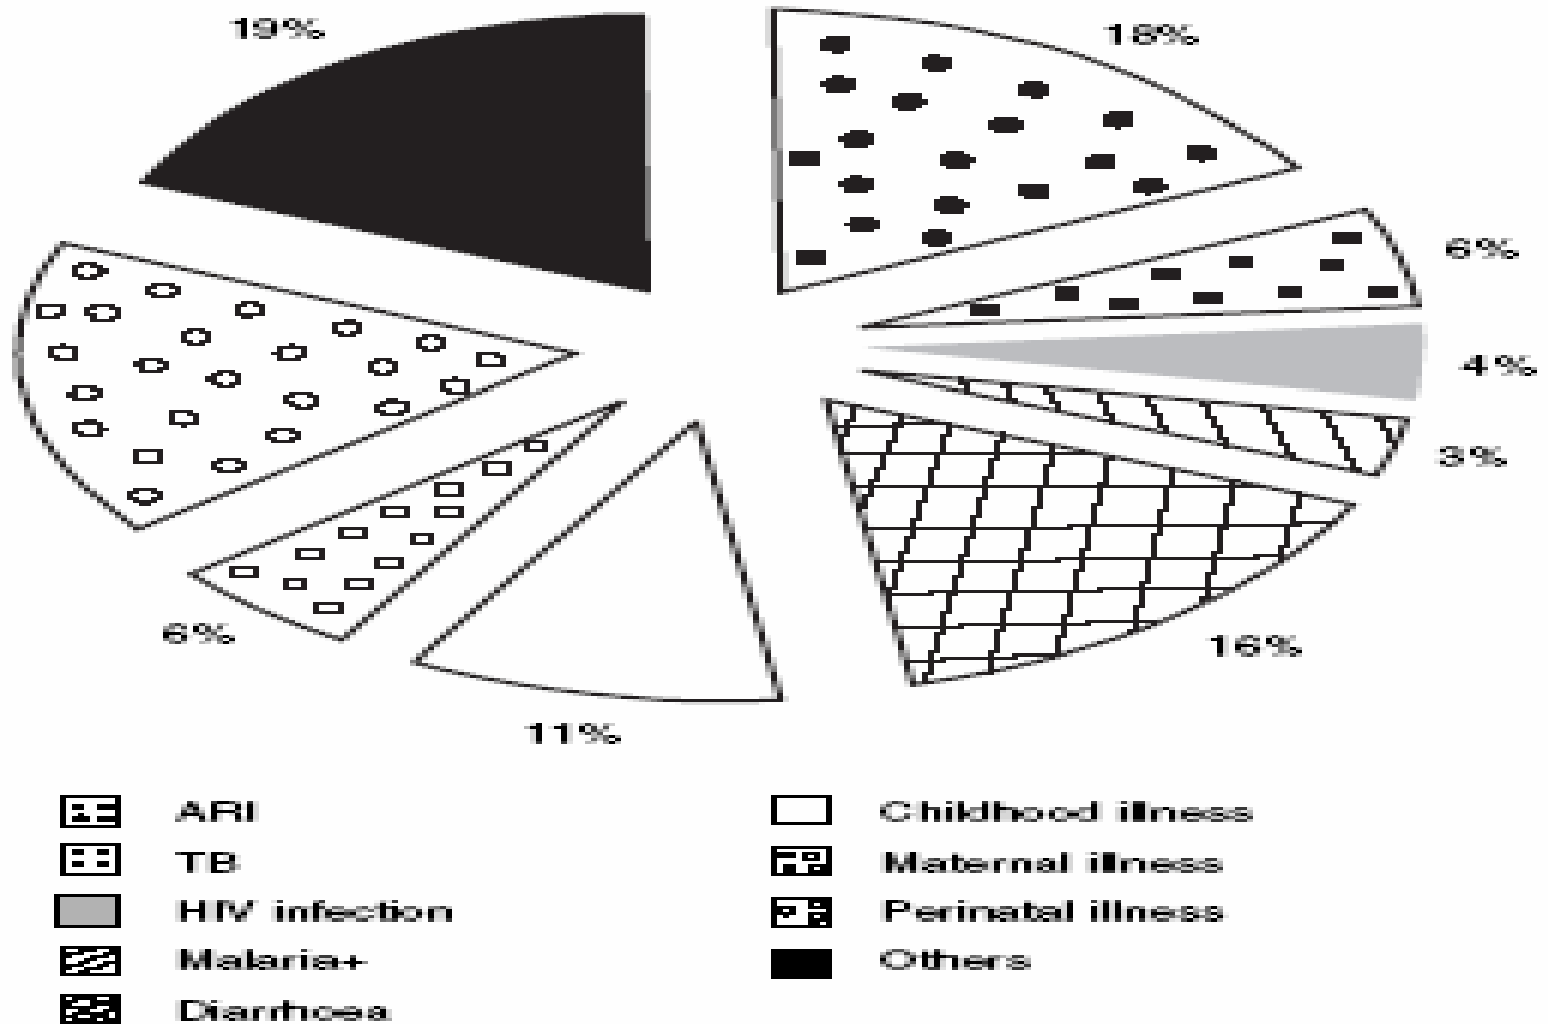 19%
18%
6%
4%
3%
16%
11%
6%
ARI
TB
HIV infection
Malaria+
Diarrhoea
Childhood illness
Maternal illness
Perinatal illness
Others